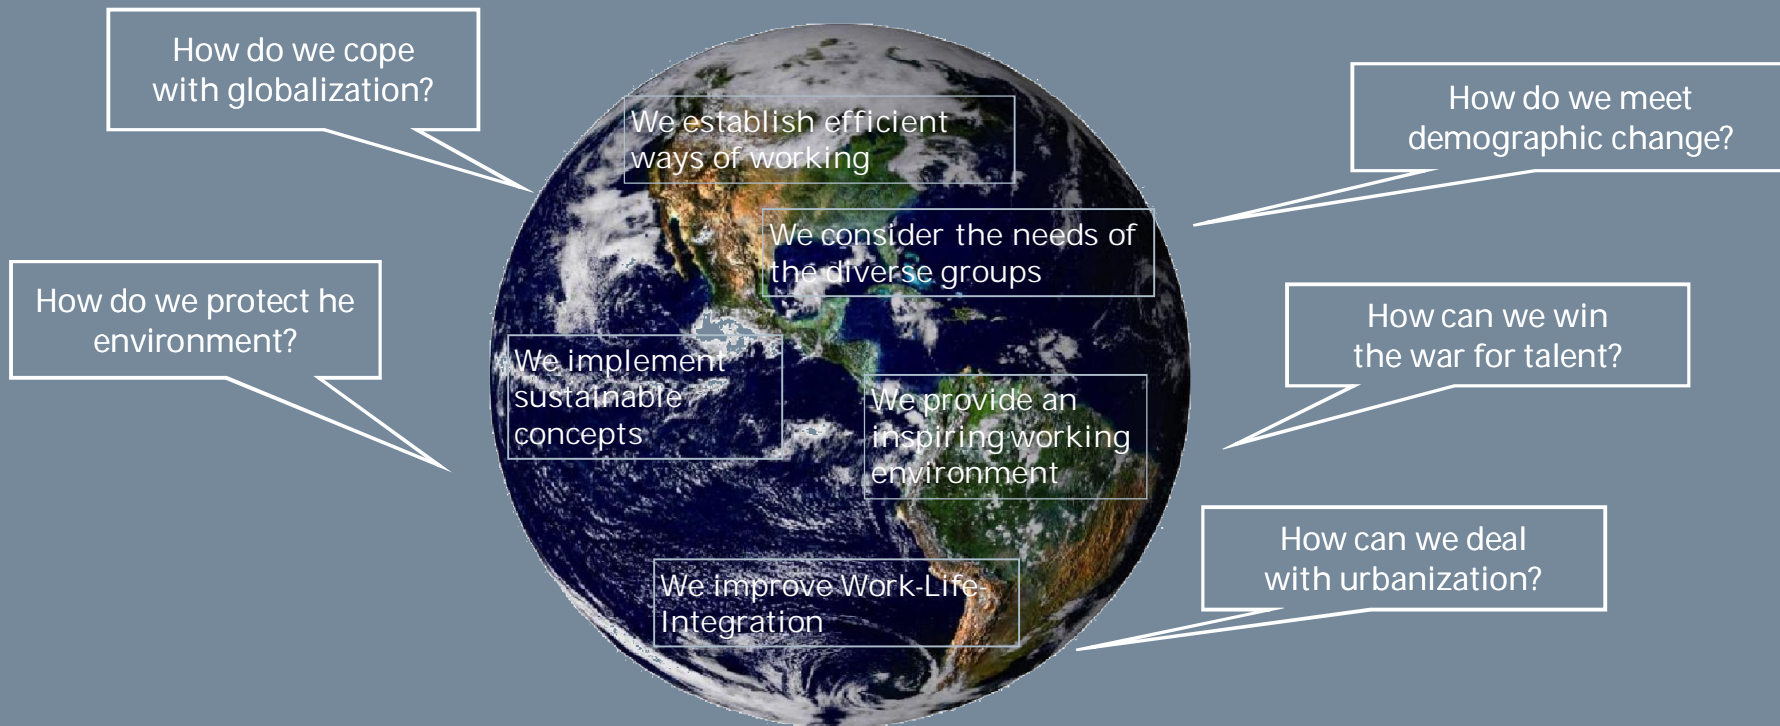 How do we cope
with globalization?
We establish efficient
ways of working
How do we meet
demographic change?
We consider the needs of
the diverse groups
How do we protect he
environment?
How can we win
the war for talent?
We implement
sustainable
concepts
We provide an
inspiring working
environment
How can we deal
with urbanization?
We improve Work-Life-
Integration